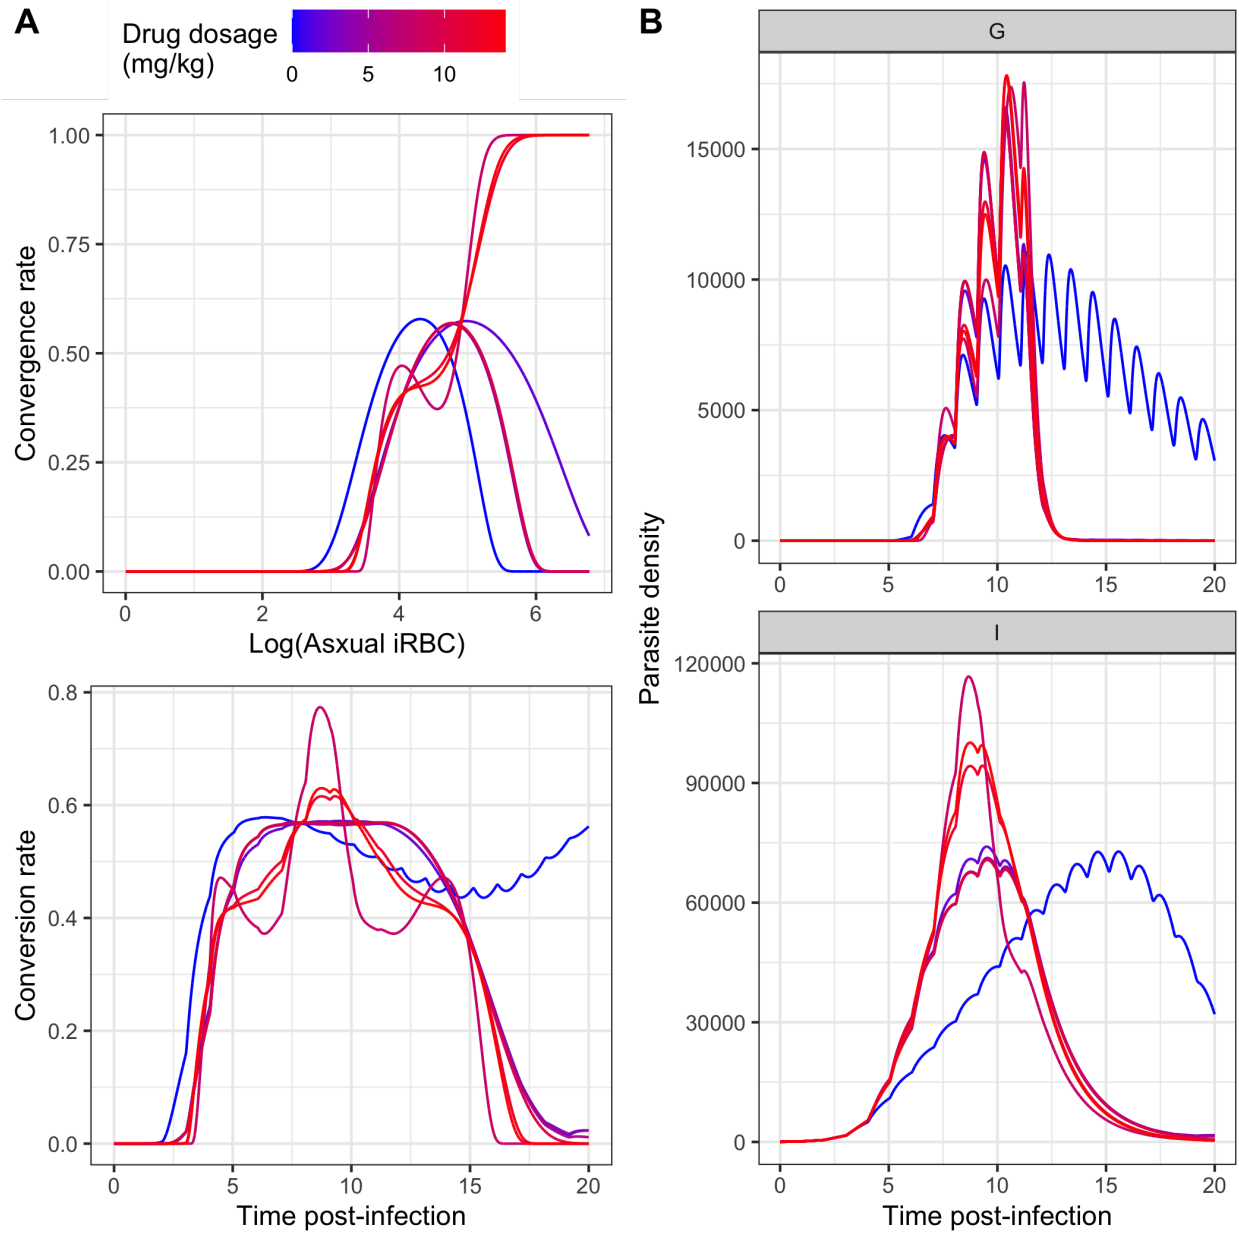 A
Drug dosage
(mg/kg)
0 5 10
1.00
0.75
0.50
0.25
0.00
Convergence rate
0 2 4 6
Log(Asxual iRBC)
0.8
0.6
0.4
0.2
0.0
Conversion rate
0 5 10 15 20
Time post-infection
B
G
15000
10000
5000
0
0 5 10 15 20
Parasite density
I
120000
90000
60000
30000
0
0 5 10 15 20
Time post-infection